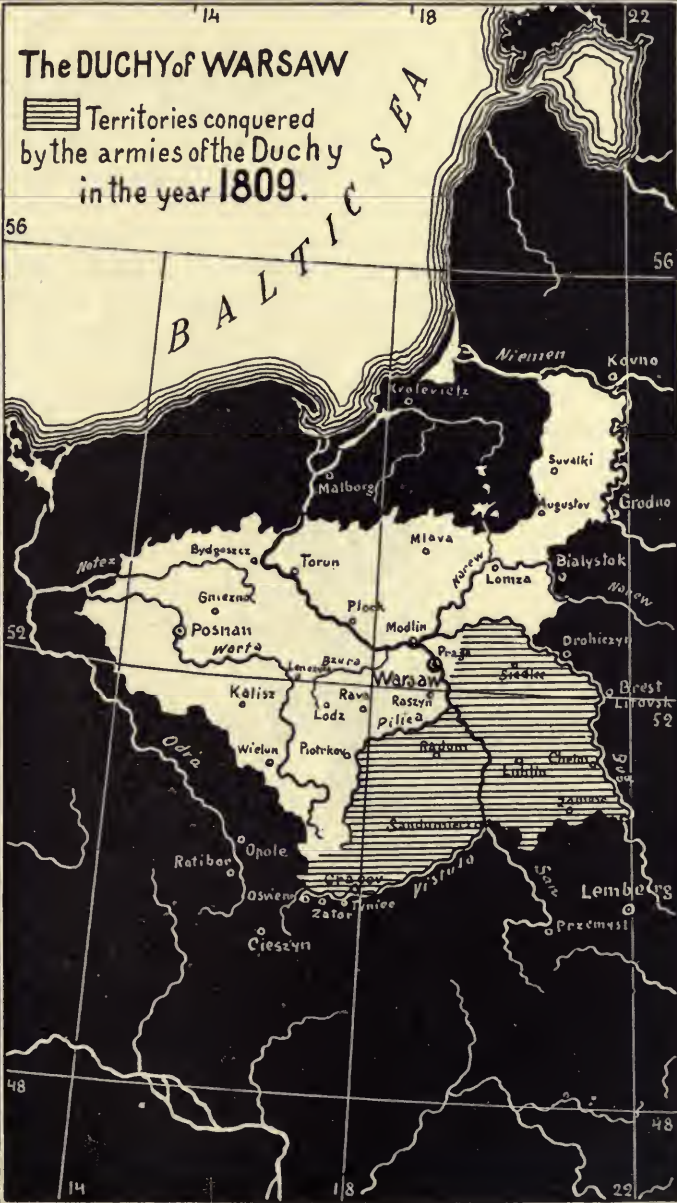 14
18
22
The DUCHY of WARSAW
Territories conquered
by the armies of the Duchy
in the year 1809.
BALTIC SEA
56
56
Niemen
Kovno
Krolevietz
Suvalki
Malborg
Augustov
Grodno
Mlava
Bydgoszcz
Torun
Narew
Lomza
Bialystok
Notez
Gniezno
Plock
Narew
52
Posnan
Modlin
Drohiczyn
Warta
Bzura
Praga
Lenczyca
Warsaw
Siedlec
Kalisz
Rava
Raszyn
Brest
Litovsk
Lodz
Pilica
52
Odra
Wielun
Piotrkov
Radom
Lublin
Chelm
Bug
Zamosc
Sandomierz
Opole
Ratibor
Vistula
San
Cracov
Lemberg
Osviencim
Zator
Tyniec
Przemysl
Cieszyn
48
48
14
18
22